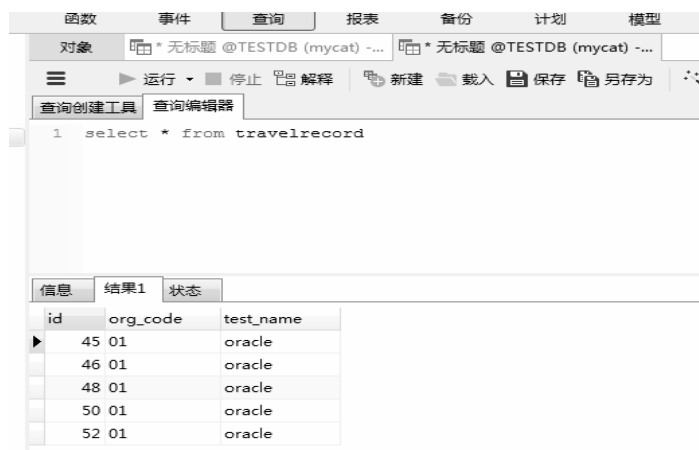 函数 事件 查询 报表 备份 计划 模型
对象 * 无标题 @TESTDB (mycat) -... * 无标题 @TESTDB (mycat) -...
运行 停止 解释 新建 载入 保存 另存为
查询创建工具 查询编辑器
1 select * from travelrecord
信息 结果1 状态
id org_code test_name
45 01 oracle
46 01 oracle
48 01 oracle
50 01 oracle
52 01 oracle